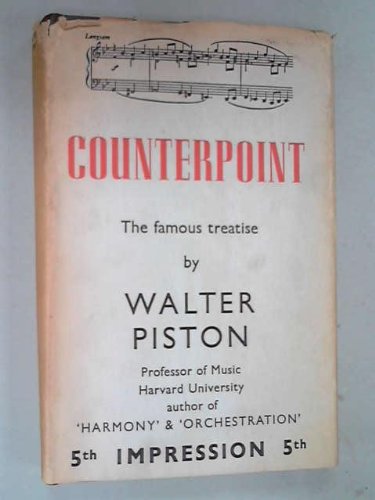 Langsam
COUNTERPOINT
The famous treatise
by
WALTER
PISTON
Professor of Music
Harvard University
author of
'HARMONY' & 'ORCHESTRATION'
5th IMPRESSION 5th